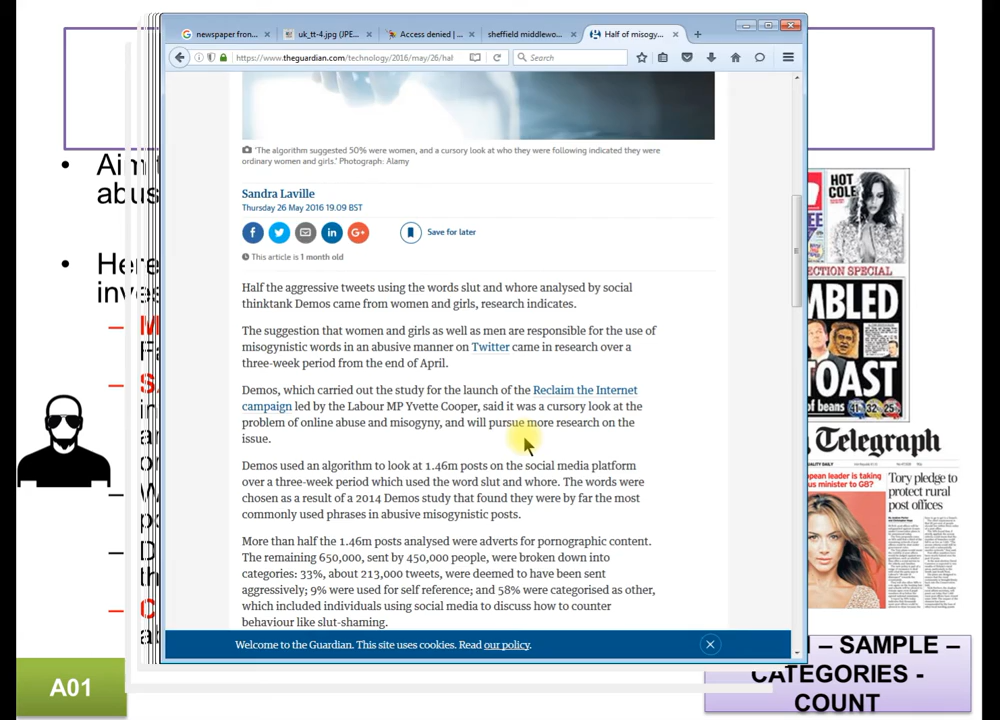 newspaper fron...
uk_tt-4.jpg (JPE...
Access denied | ...
sheffield middlewo...
Half of misogy...
https://www.theguardian.com/technology/2016/may/26/hal
Search
'The algorithm suggested 50% were women, and a cursory look at who they were following indicated they were
ordinary women and girls.' Photograph: Alamy
Sandra Laville
Thursday 26 May 2016 19.09 BST
Save for later
This article is 1 month old
Half the aggressive tweets using the words slut and whore analysed by social
thinktank Demos came from women and girls, research indicates.
The suggestion that women and girls as well as men are responsible for the use of
misogynistic words in an abusive manner on Twitter came in research over a
three-week period from the end of April.
Demos, which carried out the study for the launch of the Reclaim the Internet
campaign led by the Labour MP Yvette Cooper, said it was a cursory look at the
problem of online abuse and misogyny, and will pursue more research on the
issue.
Demos used an algorithm to look at 1.46m posts on the social media platform
over a three-week period which used the word slut and whore. The words were
chosen as a result of a 2014 Demos study that found they were by far the most
commonly used phrases in abusive misogynistic posts.
More than half the 1.46m posts analysed were adverts for pornographic content.
The remaining 650,000, sent by 450,000 people, were broken down into
categories: 33%, about 213,000 tweets, were deemed to have been sent
aggressively; 9% were used for self reference; and 58% were categorised as other,
which included individuals using social media to discuss how to counter
behaviour like slut-shaming.
Welcome to the Guardian. This site uses cookies. Read our policy.
Aim
abus
Here
inves
HOT
COLE
ECTION SPECIAL
MBLED
TOAST
of beans
Telegraph
pean leader is taking
us minister to GB?
Tory pledge to
protect rural
post offices
A01
– SAMPLE –
CATEGORIES -
COUNT